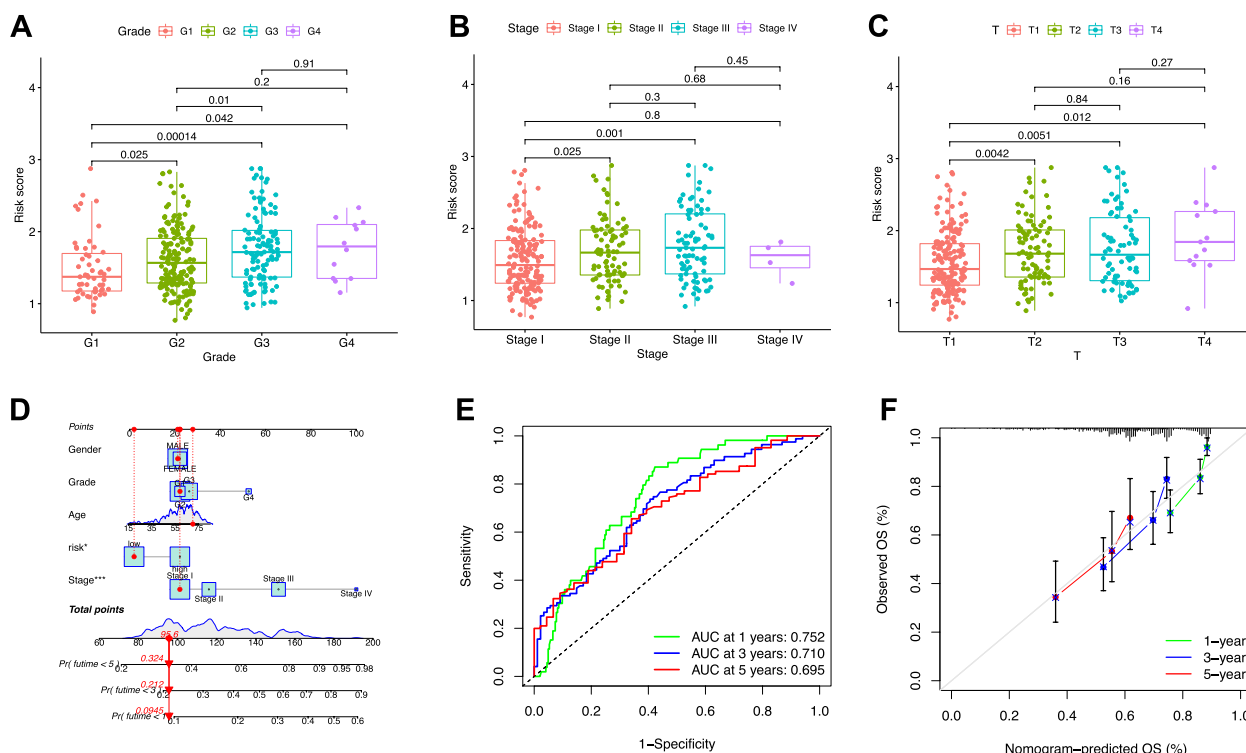 A
Grade G1 G2 G3 G4
0.91
0.2
0.01
0.042
0.00014
0.025
Risk score
4
3
2
1
G1 G2 G3 G4
Grade
B
Stage Stage I Stage II Stage III Stage IV
0.45
0.68
0.3
0.8
0.001
0.025
Risk score
4
3
2
1
Stage I Stage II Stage III Stage IV
Stage
C
T T1 T2 T3 T4
0.27
0.16
0.84
0.012
0.0051
0.0042
Risk score
4
3
2
1
T1 T2 T3 T4
T
D
Points
0 20 40 60 80 100
Gender
MALE
FEMALE
Grade
G3
G2
G4
Age
15 35 55 75
risk*
low
high
Stage***
Stage I
Stage II
Stage III
Stage IV
Total points
60 80 100 120 140 160 180 200
95.6
Pr( futime < 5 )
0.324
0.2 0.4 0.6 0.8 0.9 0.95 0.98
Pr( futime < 3 )
0.212
0.2 0.3 0.4 0.5 0.6 0.7 0.8 0.9
Pr( futime < 1
0.0945
0.1 0.2 0.3 0.4 0.5 0.6
E
Sensitivity
1.0
0.8
0.6
0.4
0.2
0.0
AUC at 1 years: 0.752
AUC at 3 years: 0.710
AUC at 5 years: 0.695
0.0 0.2 0.4 0.6 0.8 1.0
1−Specificity
F
Observed OS (%)
1.0
0.8
0.6
0.4
0.2
0.0
1−year
3−year
5−year
0.0 0.2 0.4 0.6 0.8
Nomogram−predicted OS (%)